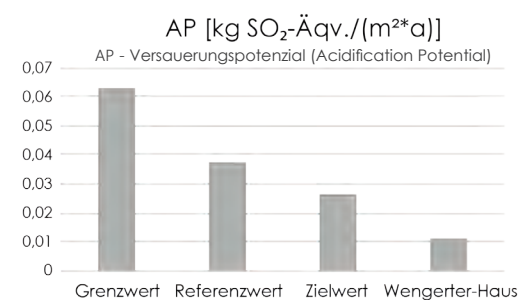 AP [kg SO₂-Äqv./(m²*a)]
AP - Versauerungspotenzial (Acidification Potential)
0,07
0,06
0,05
0,04
0,03
0,02
0,01
0
Grenzwert Referenzwert Zielwert Wengerter-Haus